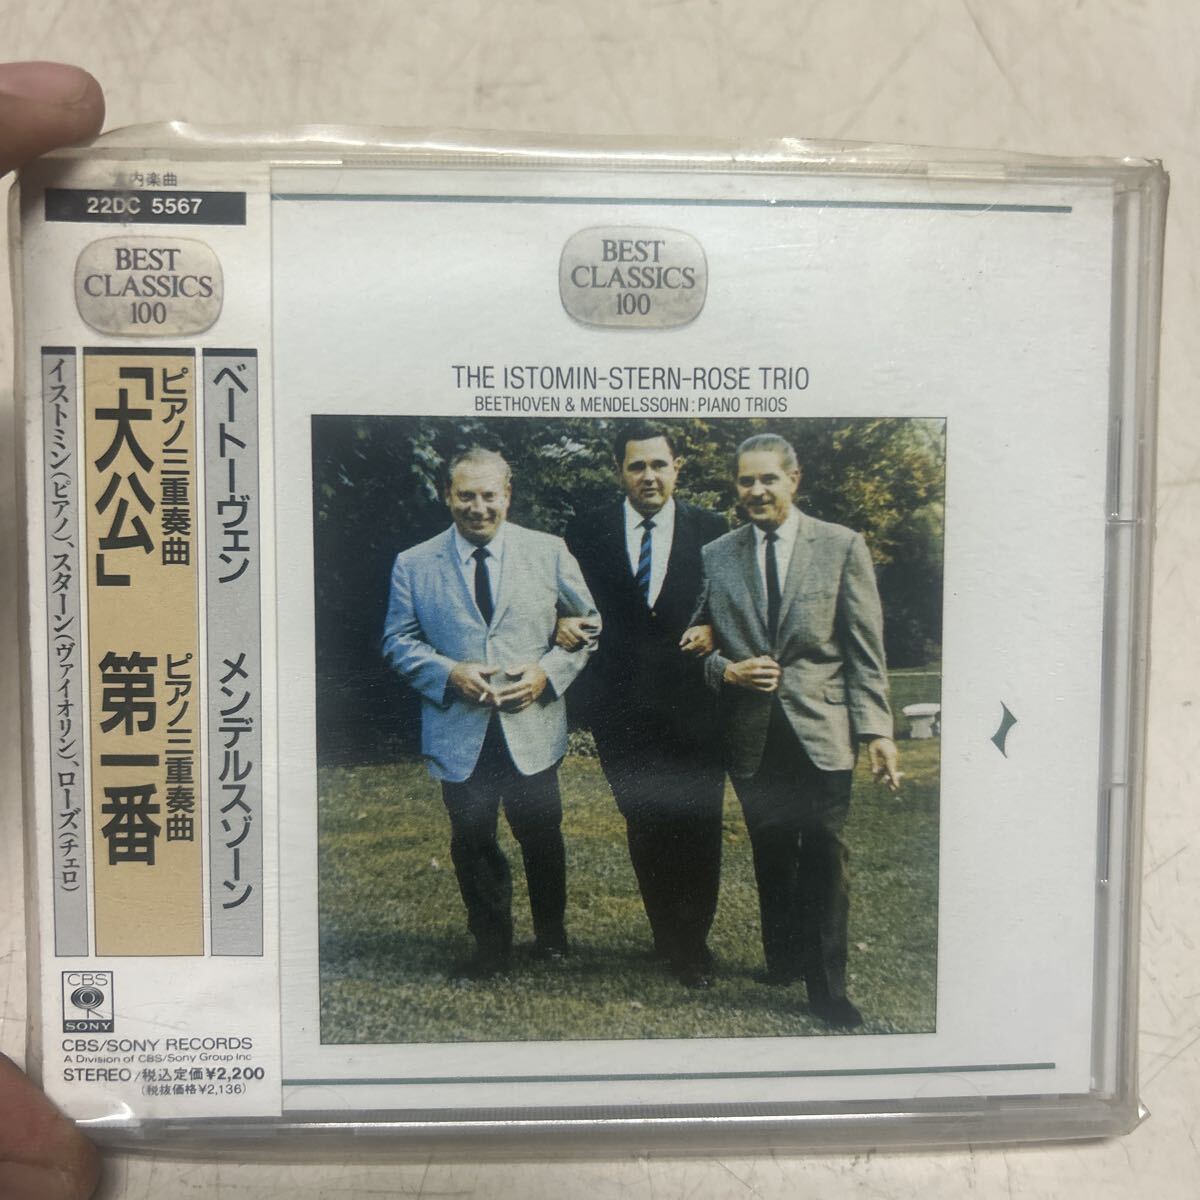 室内楽曲
22DC 5567
BEST
CLASSICS
100
ベートーヴェン
ピアノ三重奏曲
「大公」
メンデルスゾーン
ピアノ三重奏曲
第一番
イストミン(ピアノ)、スターン(ヴァイオリン)、ローズ(チェロ)
CBS
SONY
CBS/SONY RECORDS
A Division of CBS/Sony Group Inc
STEREO/税込定価¥2,200
(税抜価格¥2,136)
BEST
CLASSICS
100
THE ISTOMIN-STERN-ROSE TRIO
BEETHOVEN & MENDELSSOHN: PIANO TRIOS